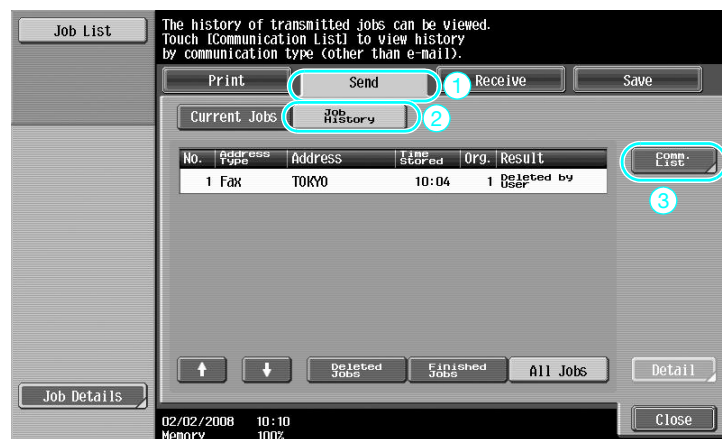 Job List
The history of transmitted jobs can be viewed.
Touch [Communication List] to view history
by communication type (other than e-mail).
Print
Send
1
Receive
Save
Current Jobs
Job
History
2
No.
Address
Type
Address
Time
Stored
Org.
Result
Comm.
List
1 Fax TOKYO 10:04 1 Deleted by
User
3
Deleted
Jobs
Finished
Jobs
All Jobs
Detail
Job Details
02/02/2008 10:10
Memory 100%
Close